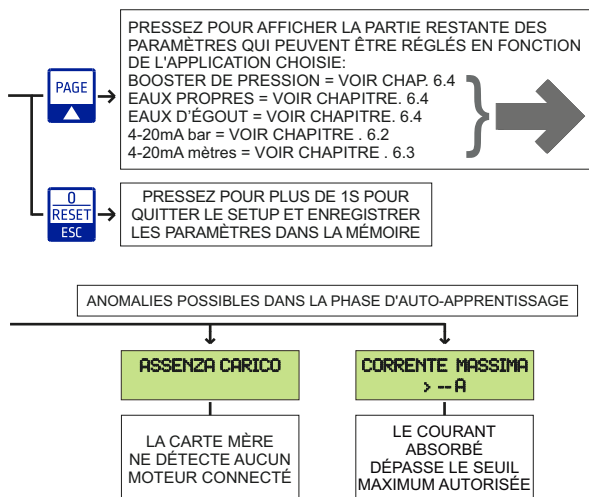 PRESSEZ POUR AFFICHER LA PARTIE RESTANTE DES
PARAMÈTRES QUI PEUVENT ÊTRE RÉGLÉS EN FONCTION
DE L'APPLICATION CHOISIE:
BOOSTER DE PRESSION = VOIR CHAP. 6.4
EAUX PROPRES = VOIR CHAPITRE. 6.4
EAUX D'ÉGOUT = VOIR CHAPITRE. 6.4
4-20mA bar = VOIR CHAPITRE . 6.2
4-20mA mètres = VOIR CHAPITRE . 6.3
PAGE
0
RESET
ESC
PRESSEZ POUR PLUS DE 1S POUR
QUITTER LE SETUP ET ENREGISTRER
LES PARAMÈTRES DANS LA MÉMOIRE
ANOMALIES POSSIBLES DANS LA PHASE D'AUTO-APPRENTISSAGE
ASSENZA CARICO
CORRENTE MASSIMA
> --A
LA CARTE MÈRE
NE DÉTECTE AUCUN
MOTEUR CONNECTÉ
LE COURANT
ABSORBÉ
DÉPASSE LE SEUIL
MAXIMUM AUTORISÉE